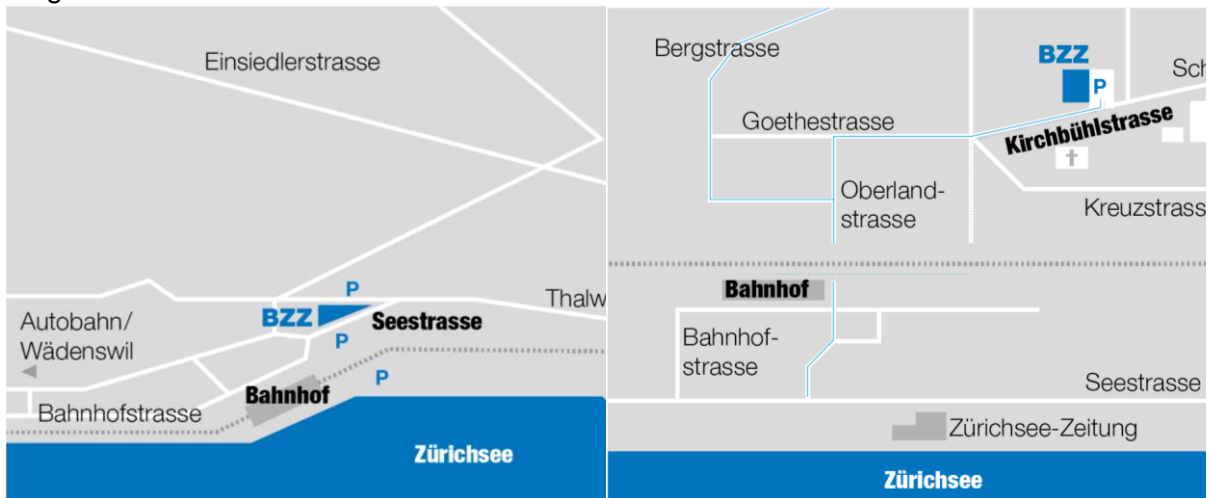 Einsiedlerstrasse
P
Thalw
BZZ
Seestrasse
Autobahn/
Wädenswil
P
P
Bahnhof
Bahnhofstrasse
Zürichsee
Bergstrasse
BZZ
P
Sch
Goethestrasse
Kirchbühlstrasse
Oberland-
strasse
Kreuzstrass
Bahnhof
Bahnhof-
strasse
Seestrasse
Zürichsee-Zeitung
Zürichsee